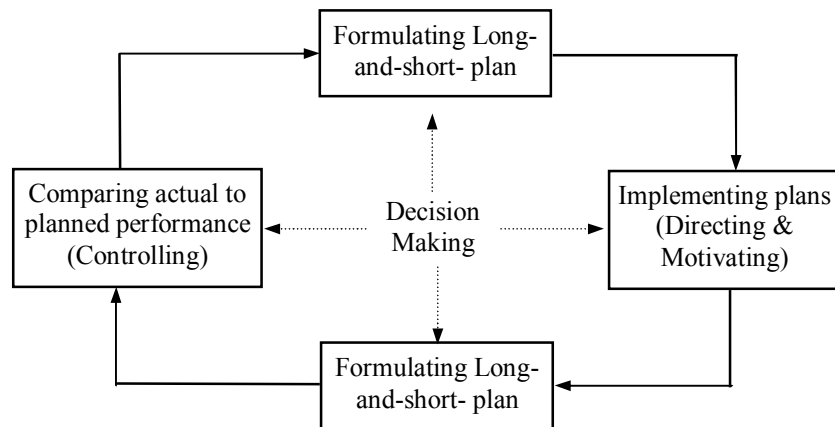 Formulating Long-
and-short- plan
Comparing actual to
planned performance
(Controlling)
Decision
Making
Implementing plans
(Directing &
Motivating)
Formulating Long-
and-short- plan